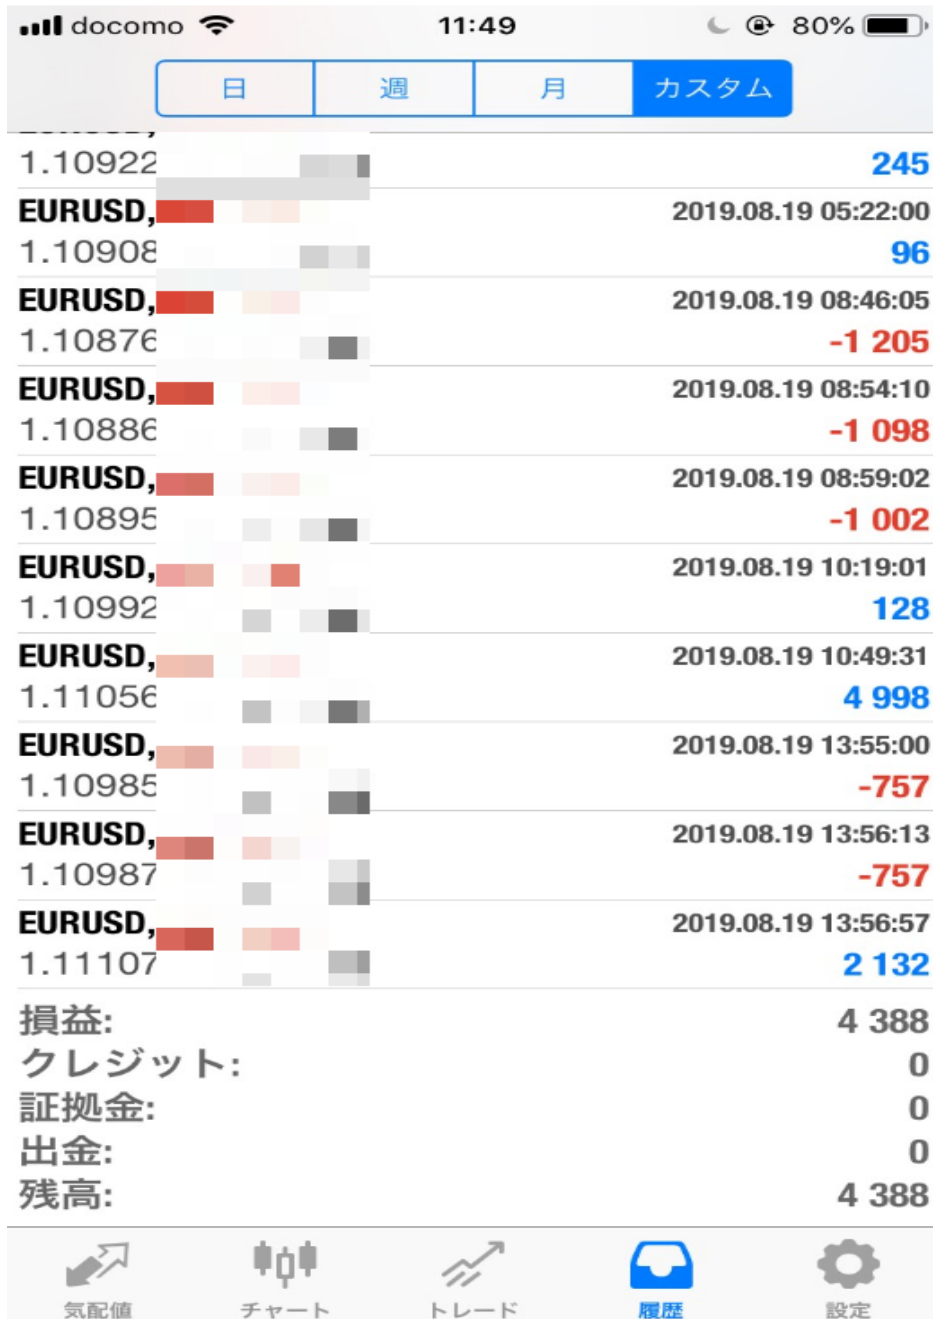 docomo 11:49 80%
日 週 月 カスタム
1.10922 245
EURUSD, 2019.08.19 05:22:00
1.10908 96
EURUSD, 2019.08.19 08:46:05
1.10876 -1 205
EURUSD, 2019.08.19 08:54:10
1.10886 -1 098
EURUSD, 2019.08.19 08:59:02
1.10895 -1 002
EURUSD, 2019.08.19 10:19:01
1.10992 128
EURUSD, 2019.08.19 10:49:31
1.11056 4 998
EURUSD, 2019.08.19 13:55:00
1.10985 -757
EURUSD, 2019.08.19 13:56:13
1.10987 -757
EURUSD, 2019.08.19 13:56:57
1.11107 2 132
損益: 4 388
クレジット: 0
証拠金: 0
出金: 0
残高: 4 388
気配値 チャート トレード 履歴 設定